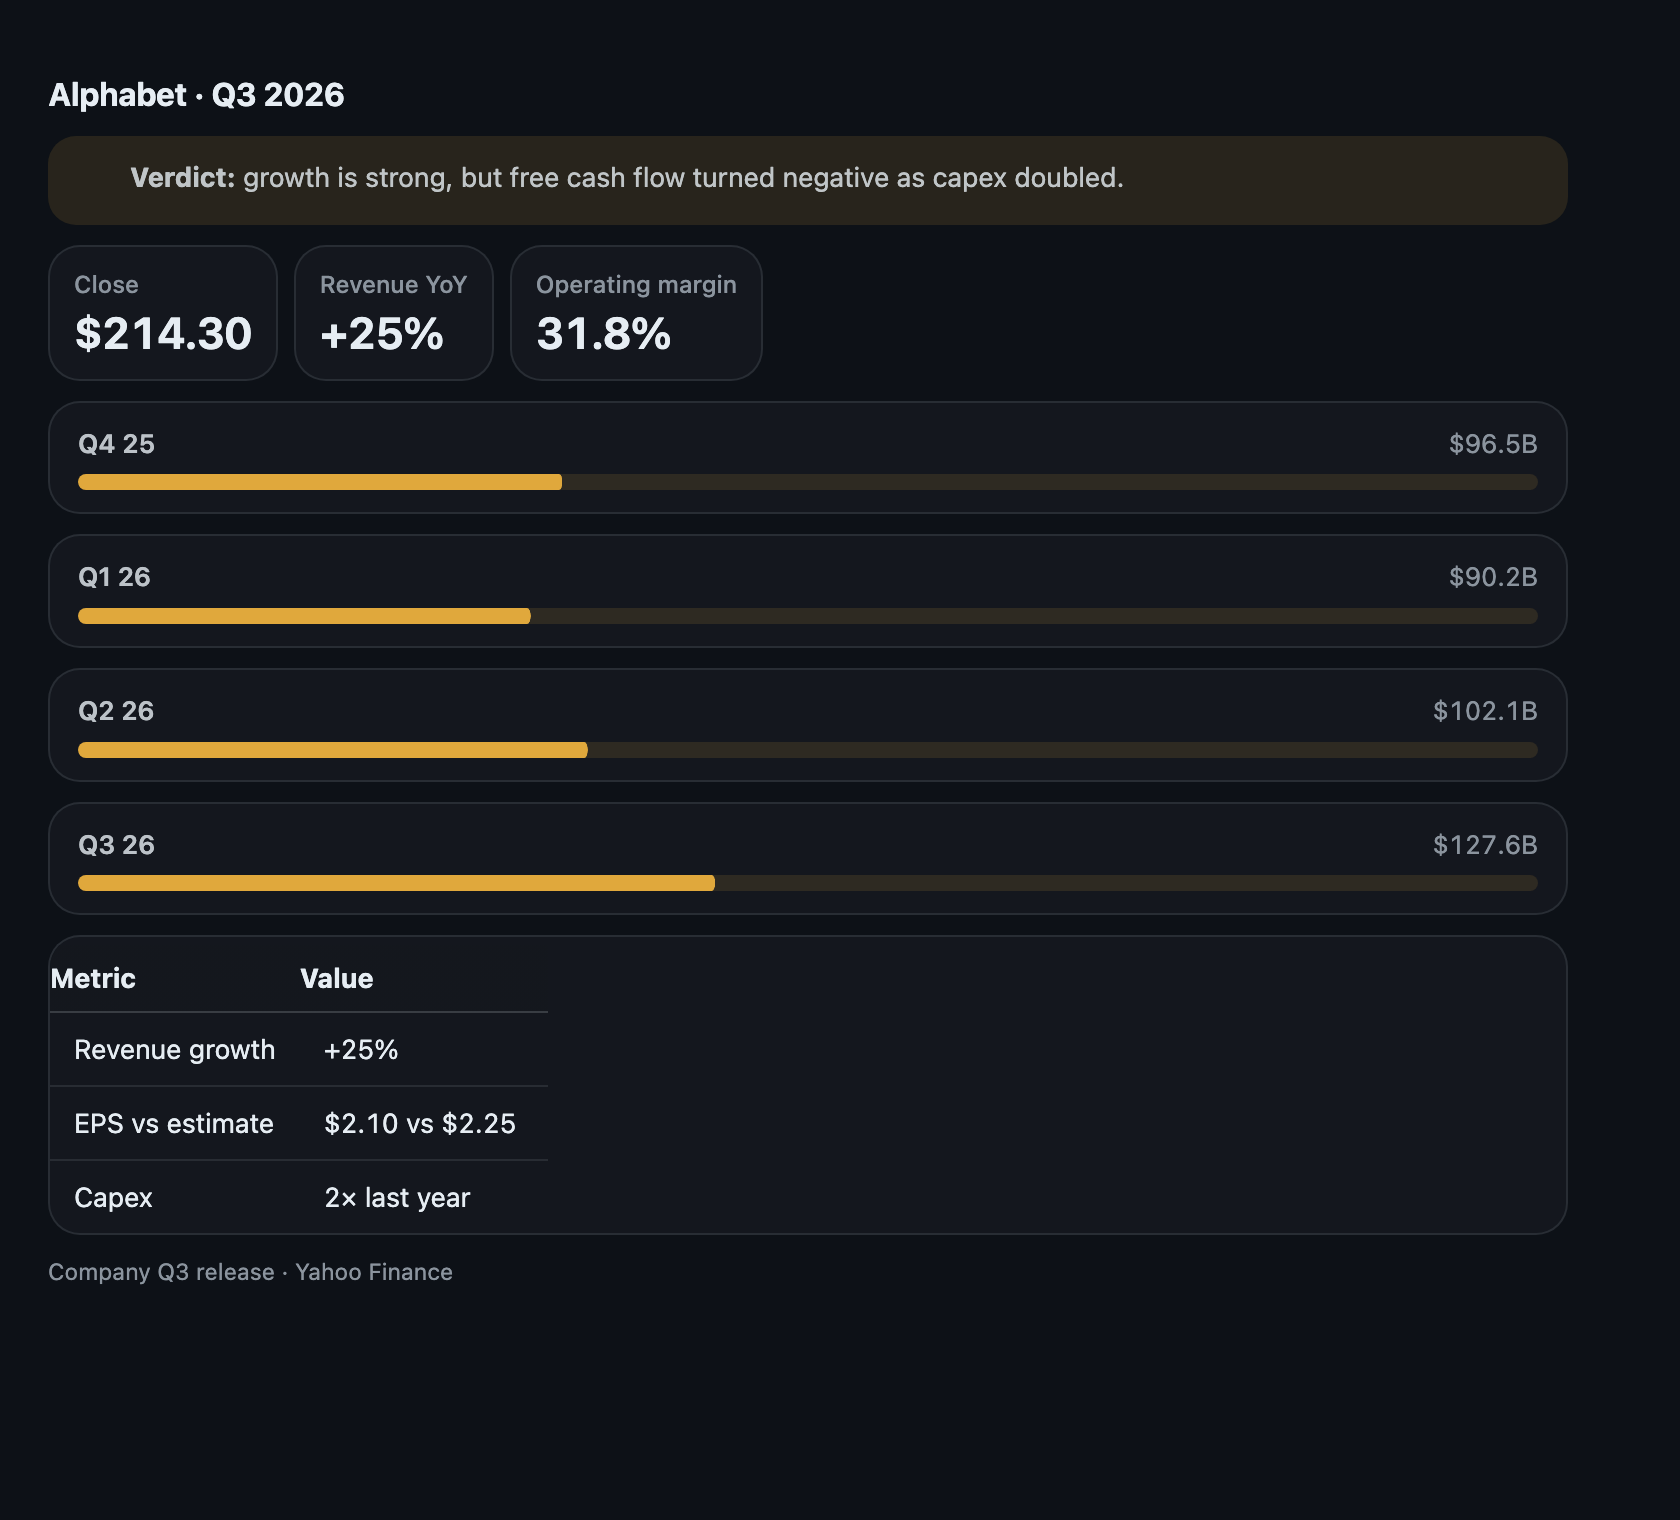 Alphabet · Q3 2026
Verdict: growth is strong, but free cash flow turned negative as capex doubled.
Close
$214.30
Revenue YoY
+25%
Operating margin
31.8%
Q4 25 $96.5B
Q1 26 $90.2B
Q2 26 $102.1B
Q3 26 $127.6B
Metric Value
Revenue growth +25%
EPS vs estimate $2.10 vs $2.25
Capex 2× last year
Company Q3 release · Yahoo Finance